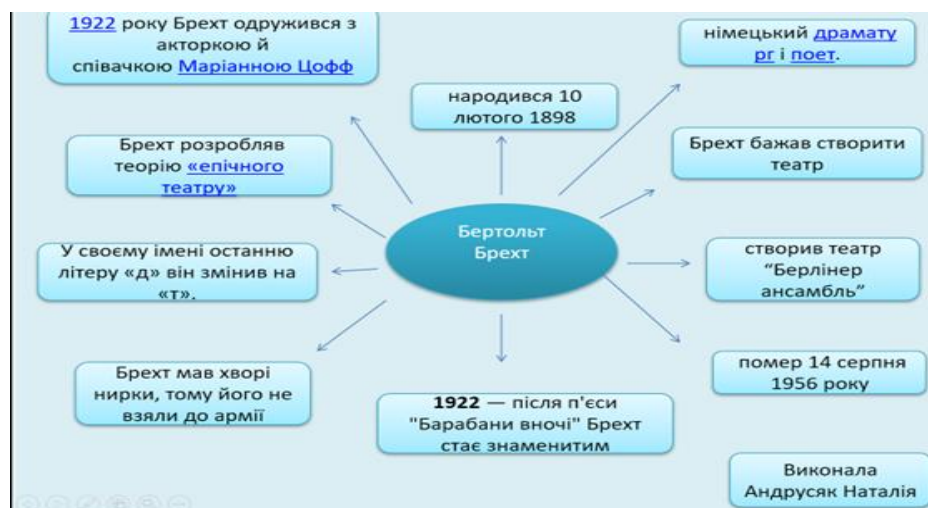 1922 року Брехт одружився з
акторкою й
співачкою Маріанною Цофф
німецький драмату
рг і поет.
народився 10
лютого 1898
Брехт розробляв
теорію «епічного
театру»
Брехт бажав створити
театр
Бертольт
Брехт
У своєму імені останню
літеру «д» він змінив на
«т».
створив театр
“Берлінер
ансамбль”
Брехт мав хворі
нирки, тому його не
взяли до армії
помер 14 серпня
1956 року
1922 — після п'єси
"Барабани вночі" Брехт
стає знаменитим
Виконала
Андрусяк Наталія